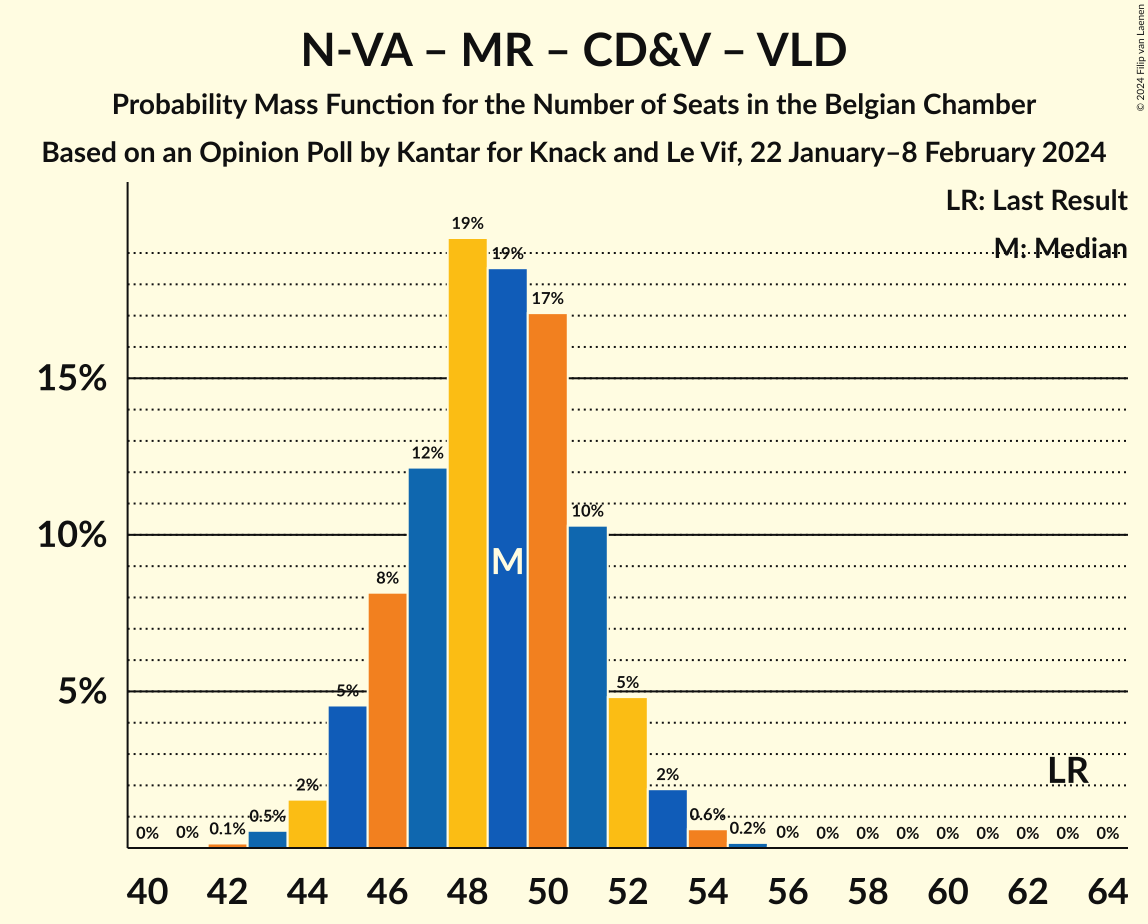 N-VA – MR – CD&V – VLD
Probability Mass Function for the Number of Seats in the Belgian Chamber
Based on an Opinion Poll by Kantar for Knack and Le Vif, 22 January–8 February 2024
© 2024 Filip van Laenen
LR: Last Result
M: Median
15%
10%
5%
0% 0% 0.1% 0.5% 2% 5% 8% 12% 19% 19% 17% 10% 5% 2% 0.6% 0.2% 0% 0% 0% 0% 0% 0% 0% 0% 0%
M
LR
40 42 44 46 48 50 52 54 56 58 60 62 64